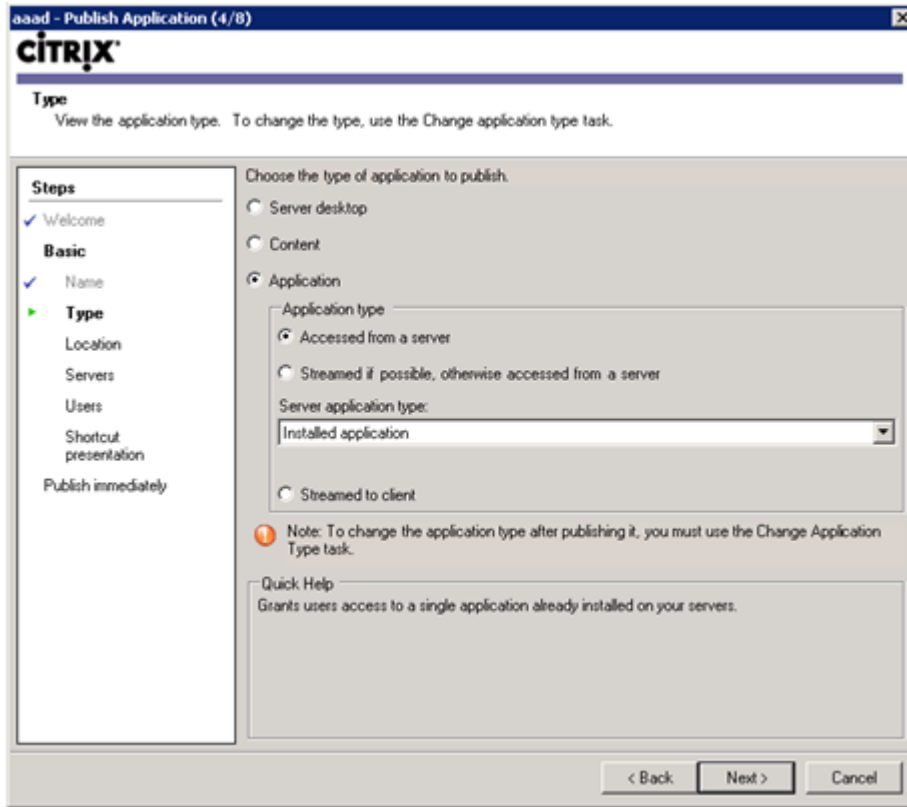 aaad - Publish Application (4/8)
CITRIX
Type
View the application type. To change the type, use the Change application type task.
Steps
Welcome
Basic
Name
Type
Location
Servers
Users
Shortcut
presentation
Publish immediately
Choose the type of application to publish.
Server desktop
Content
Application
Application type
Accessed from a server
Streamed if possible, otherwise accessed from a server
Server application type:
Installed application
Streamed to client
Note: To change the application type after publishing it, you must use the Change Application
Type task.
Quick Help
Grants users access to a single application already installed on your servers.
< Back
Next >
Cancel